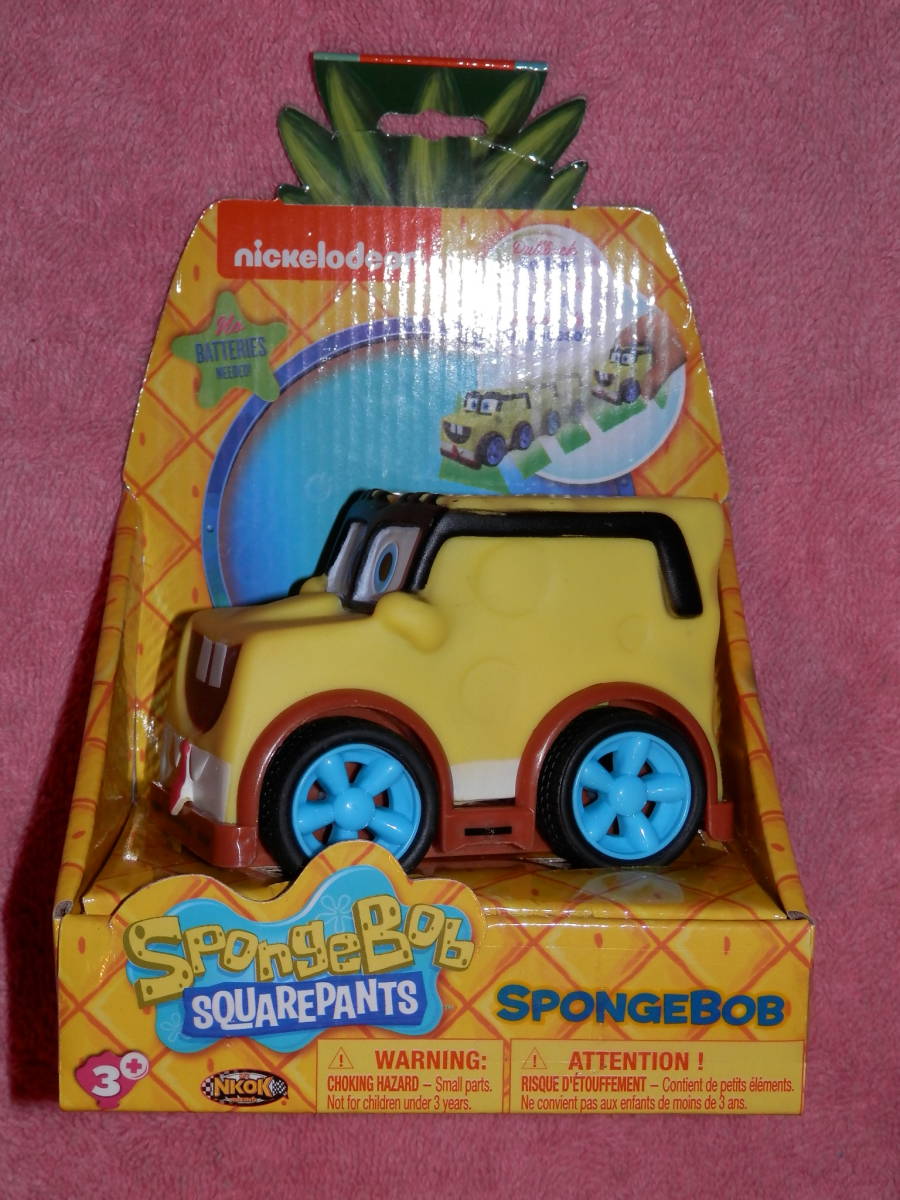 nickelodeon
No
BATTERIES
NEEDED!
SPONGEBOB
SQUAREPANTS
SPONGEBOB
3+
NKOK
WARNING:
CHOKING HAZARD – Small parts.
Not for children under 3 years.
ATTENTION !
RISQUE D'ÉTOUFFEMENT – Contient de petits éléments.
Ne convient pas aux enfants de moins de 3 ans.